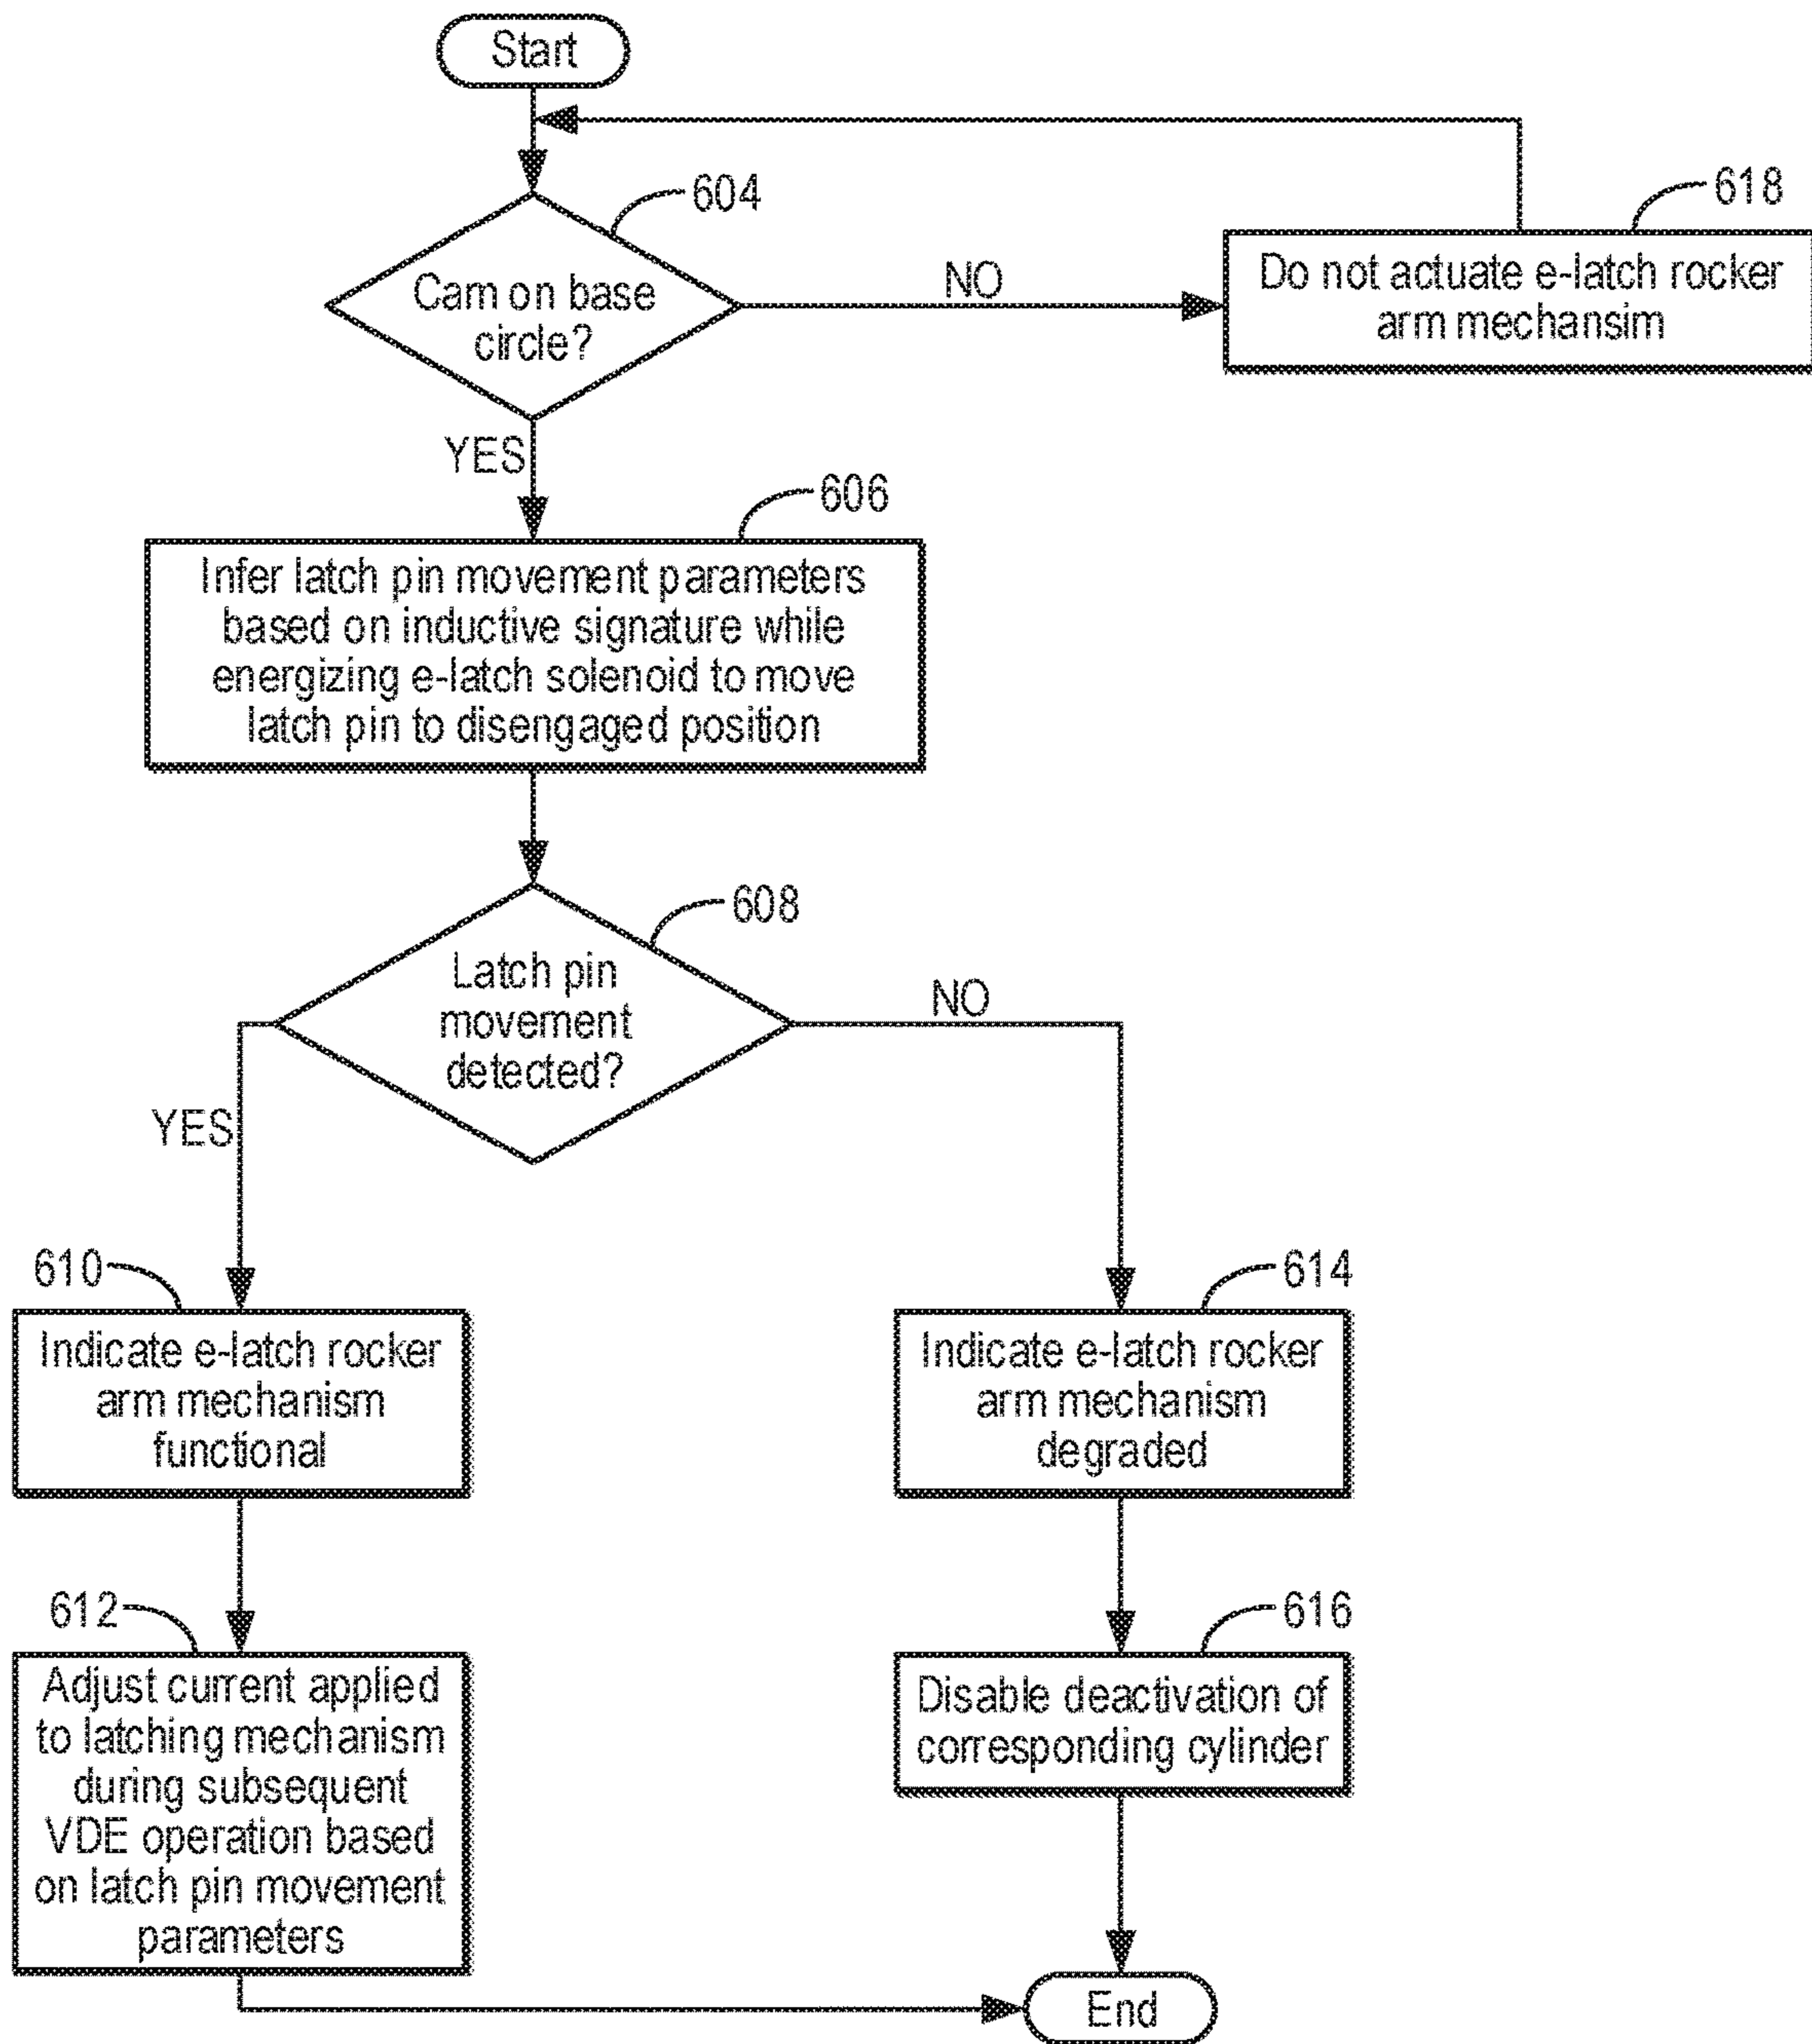 Start
604
618
Cam on base
circle?
NO
Do not actuate e-latch rocker
arm mechansim
YES
606
Infer latch pin movement parameters
based on inductive signature while
energizing e-latch solenoid to move
latch pin to disengaged position
608
Latch pin
movement
detected?
NO
YES
610
614
Indicate e-latch rocker
arm mechanism
functional
Indicate e-latch rocker
arm mechanism
degraded
612
616
Adjust current applied
to latching mechanism
during subsequent
VDE operation based
on latch pin movement
parameters
Disable deactivation of
corresponding cylinder
End